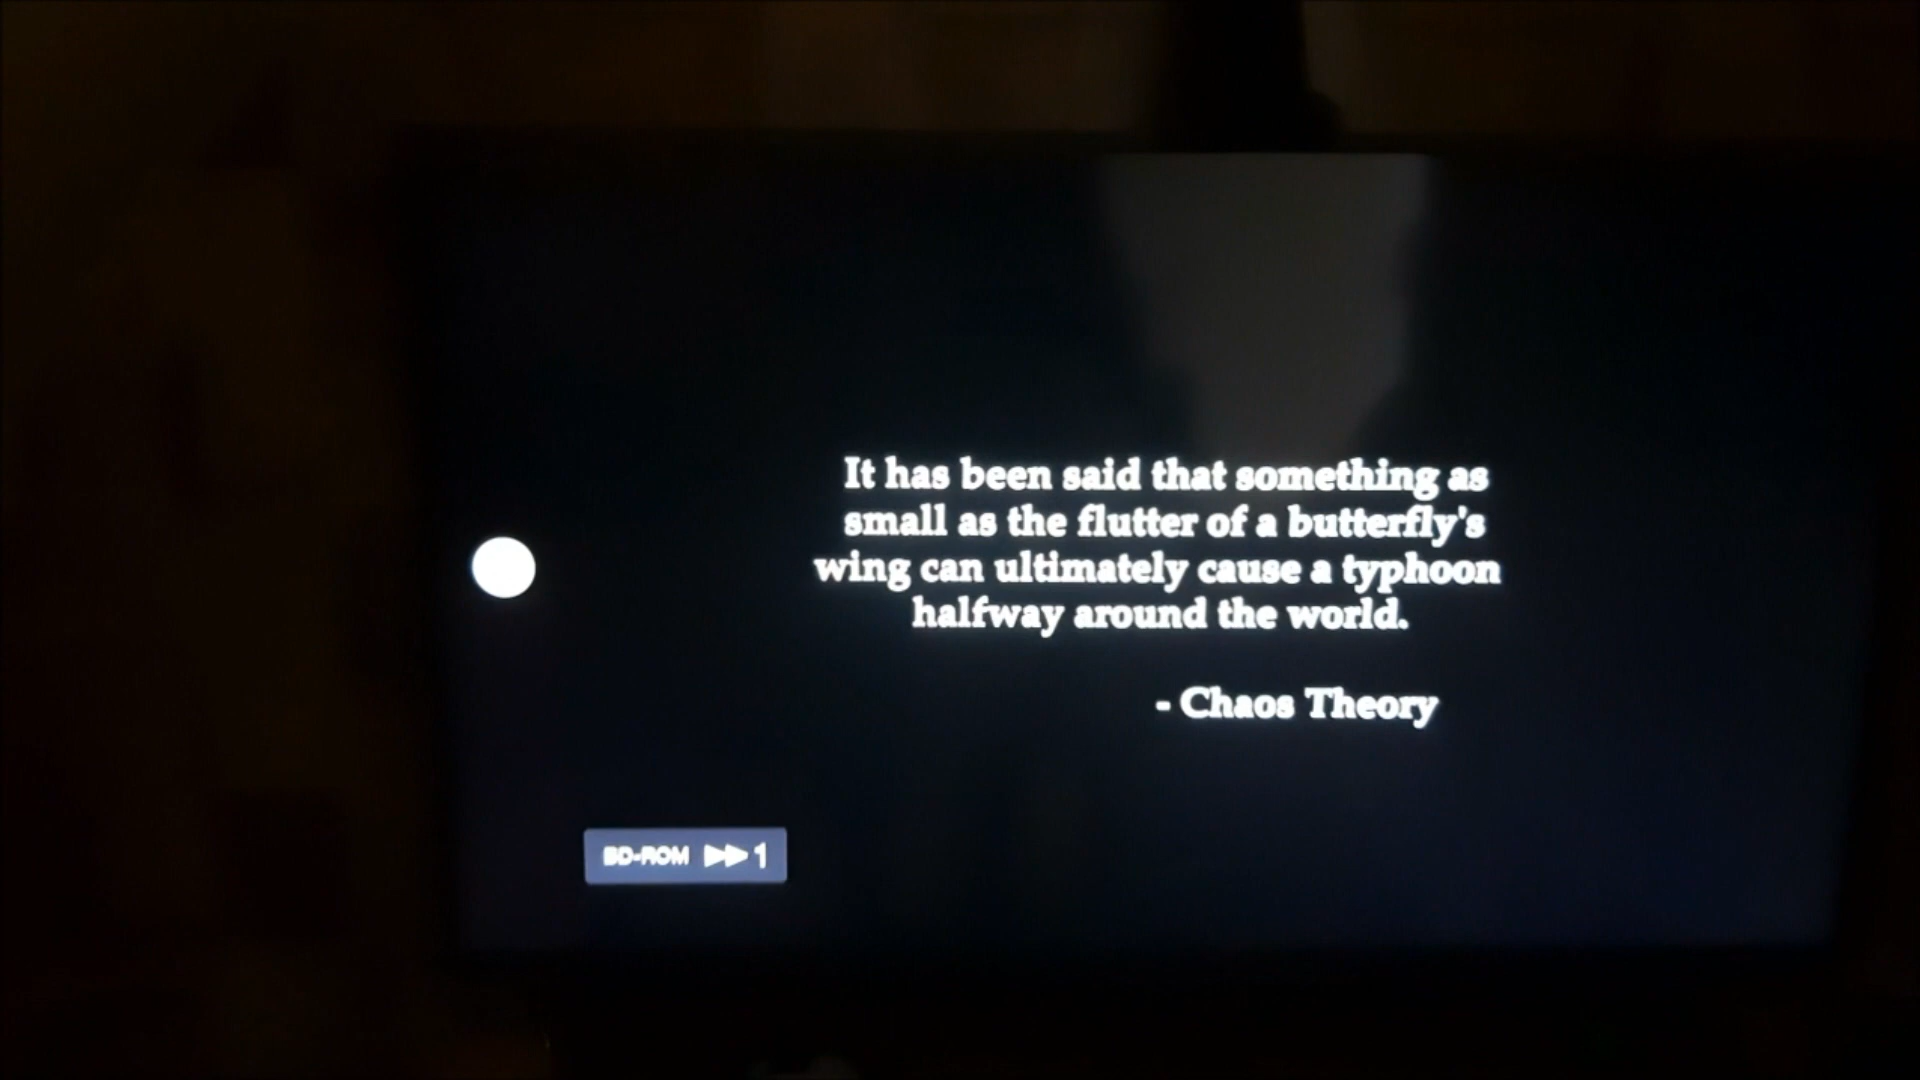 It has been said that something as
small as the flutter of a butterfly's
wing can ultimately cause a typhoon
halfway around the world.
- Chaos Theory
BD-ROM ▶▶1